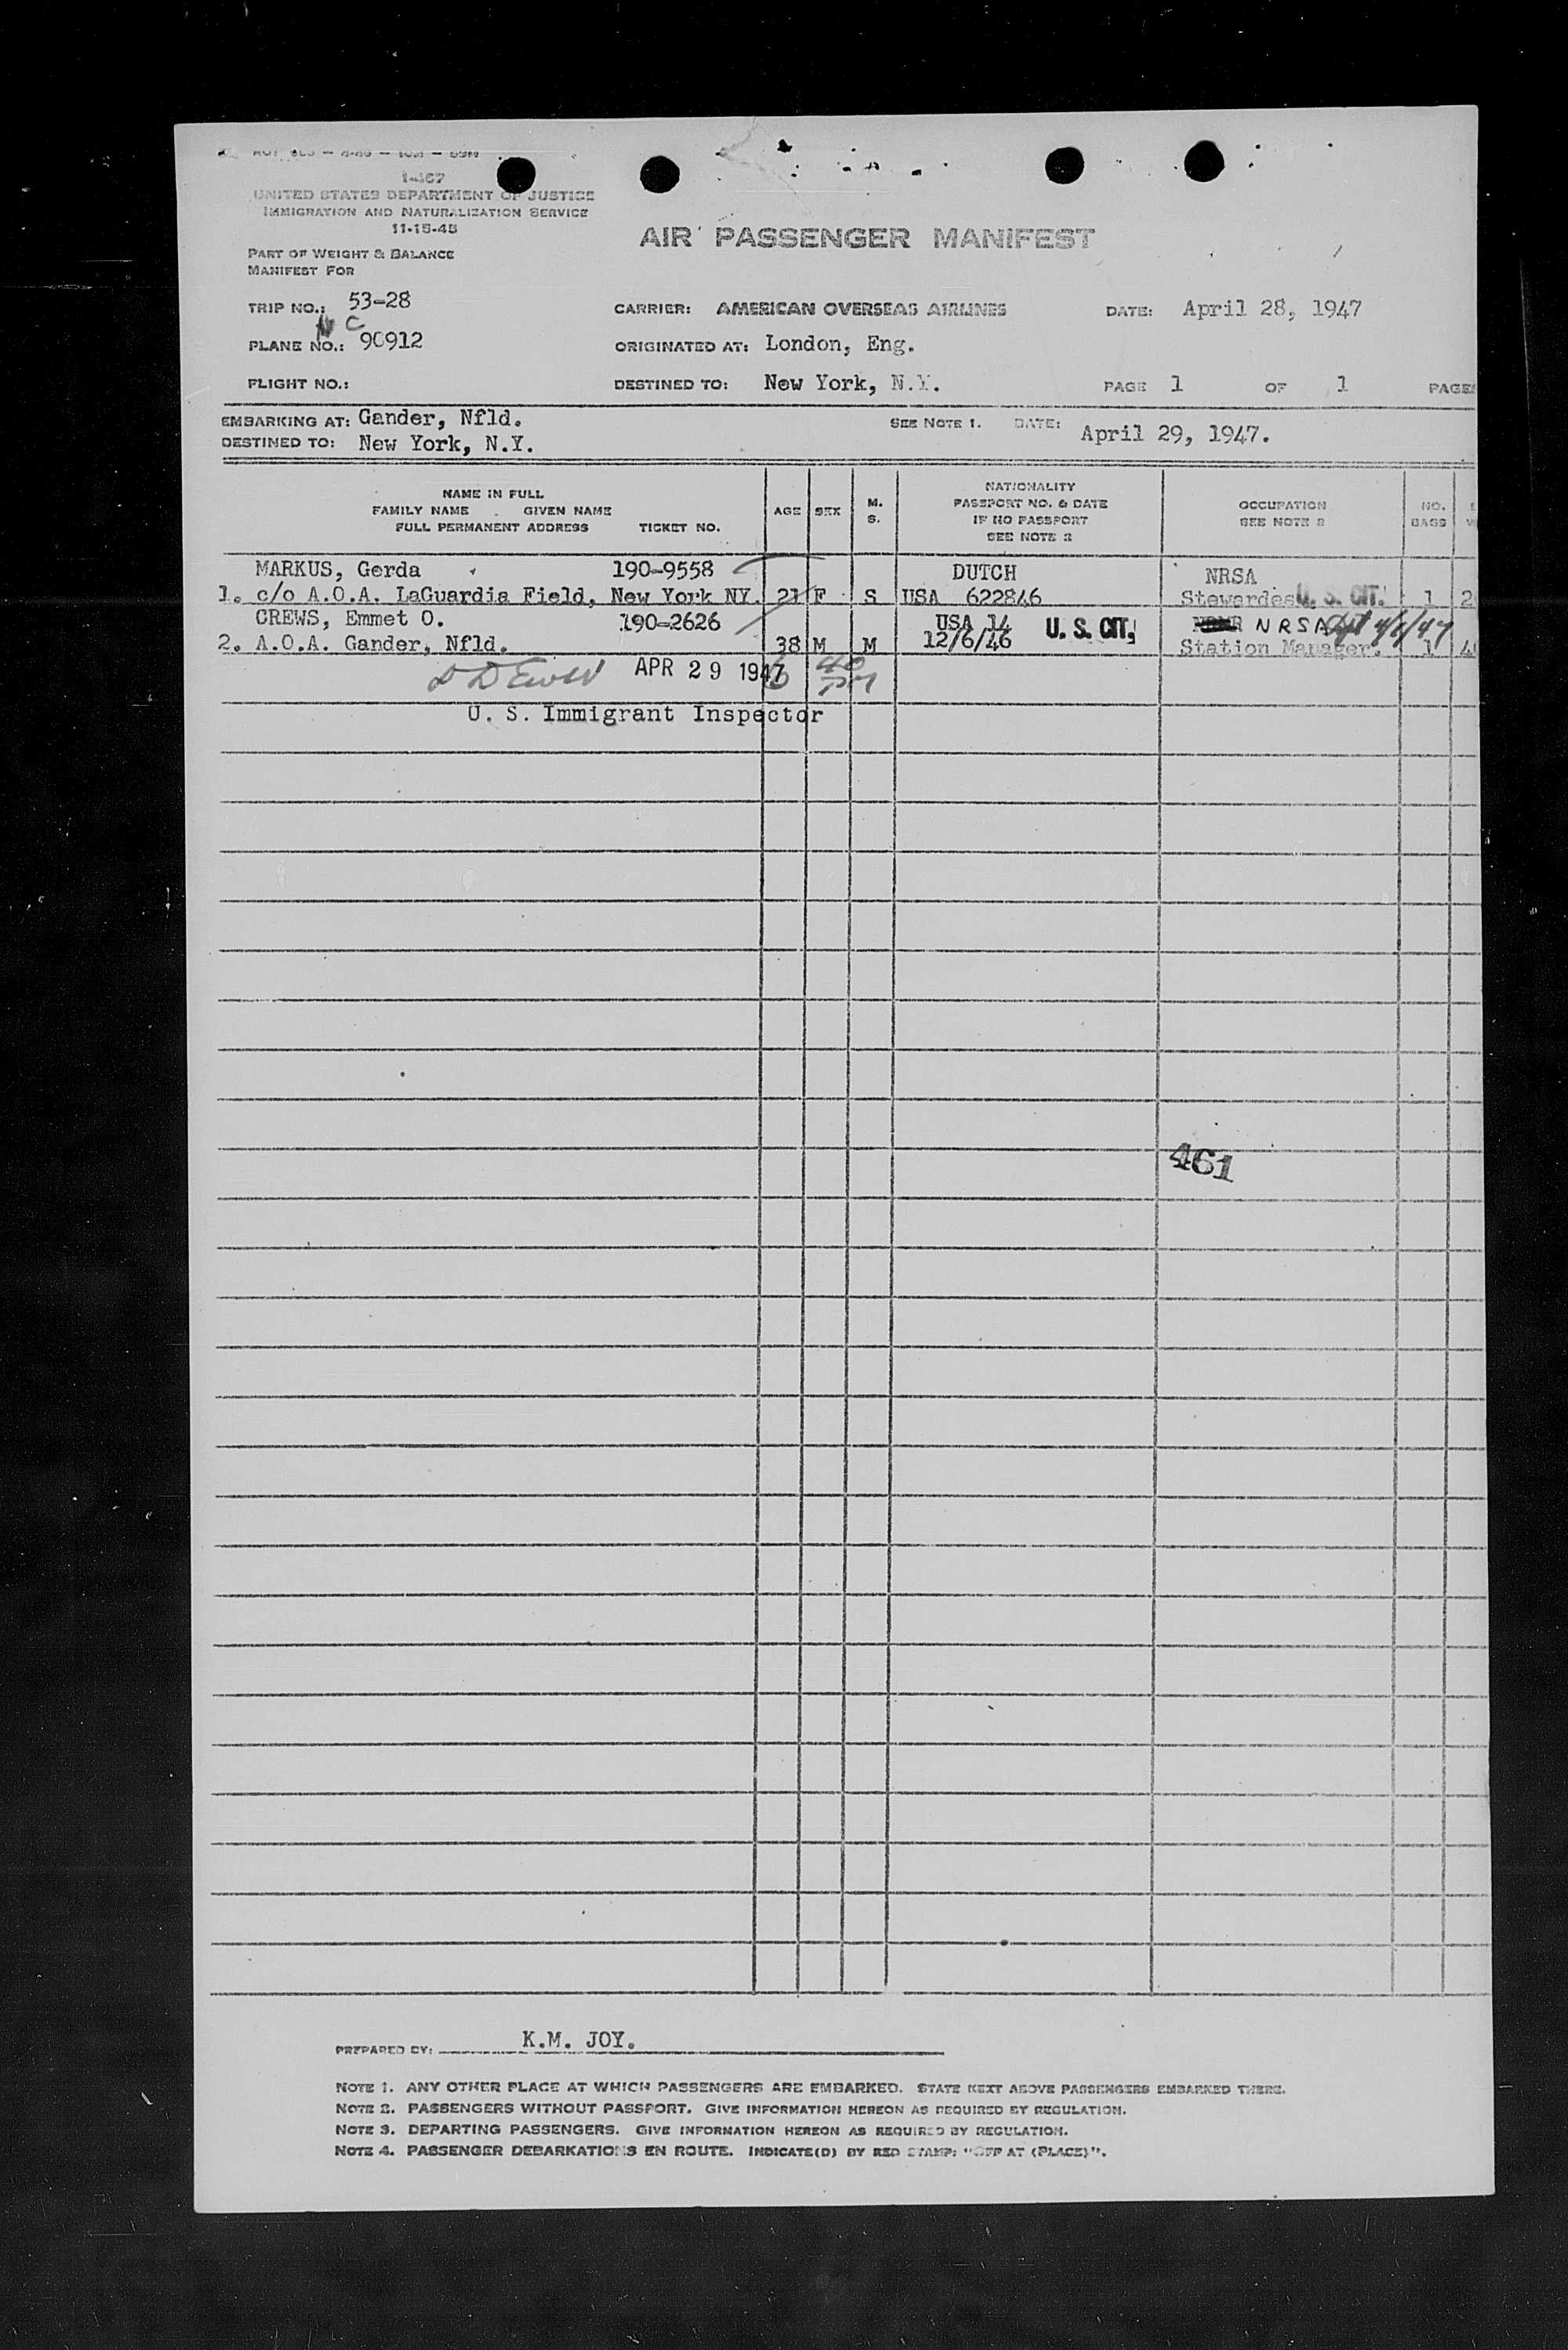 I-467
UNITED STATES DEPARTMENT OF JUSTICE
IMMIGRATION AND NATURALIZATION SERVICE
11-15-45
AIR PASSENGER MANIFEST
PART OF WEIGHT & BALANCE
MANIFEST FOR
TRIP NO.: 53-28 CARRIER: AMERICAN OVERSEAS AIRLINES DATE: April 28, 1947
NC
PLANE NO.: 90912 ORIGINATED AT: London, Eng.
FLIGHT NO.: DESTINED TO: New York, N.Y. PAGE 1 OF 1 PAGE
EMBARKING AT: Gander, Nfld. SEE NOTE 1. DATE: April 29, 1947.
DESTINED TO: New York, N.Y.
NAME IN FULL
FAMILY NAME GIVEN NAME
FULL PERMANENT ADDRESS TICKET NO. AGE SEX M. S. NATIONALITY PASSPORT NO. & DATE IF NO PASSPORT SEE NOTE 2 OCCUPATION SEE NOTE 3 NO. BAGS
MARKUS, Gerda 190-9558 DUTCH NRSA
1. c/o A.O.A. LaGuardia Field, New York NY. 21 F S USA 622846 Stewardess U. S. CIT. 1 2
CREWS, Emmet O. 190-2626 USA 14 U. S. CIT. NRSA
2. A.O.A. Gander, Nfld. 38 M M 12/6/46 Station Manager. 1 4
APR 29 1947
U. S. Immigrant Inspector
461
PREPARED BY: K.M. JOY.
NOTE 1. ANY OTHER PLACE AT WHICH PASSENGERS ARE EMBARKED. STATE NEXT ABOVE PASSENGERS EMBARKED THERE.
NOTE 2. PASSENGERS WITHOUT PASSPORT. GIVE INFORMATION HEREON AS REQUIRED BY REGULATION.
NOTE 3. DEPARTING PASSENGERS. GIVE INFORMATION HEREON AS REQUIRED BY REGULATION.
NOTE 4. PASSENGER DEBARKATIONS EN ROUTE. INDICATE(D) BY RED STAMP: "OFF AT (PLACE)".